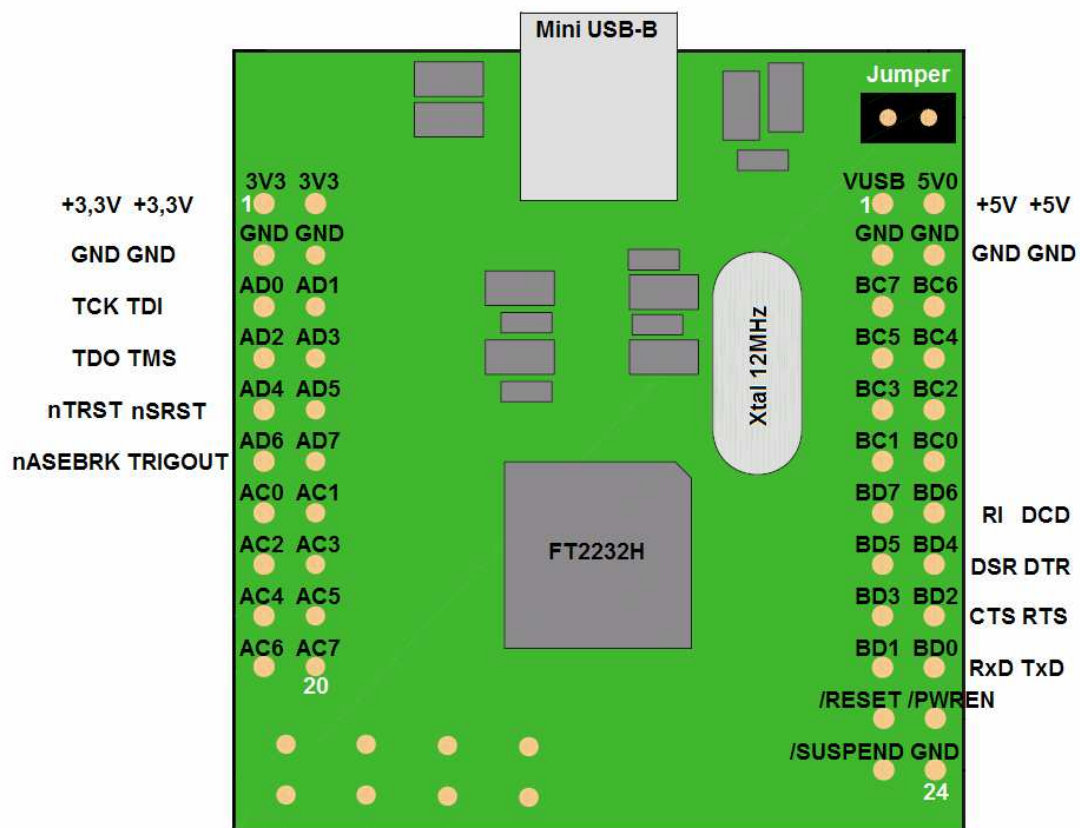 Mini USB-B
Jumper
3V3 3V3 VUSB 5V0
+3,3V +3,3V 1 1 +5V +5V
GND GND GND GND
GND GND GND GND
AD0 AD1 BC7 BC6
TCK TDI
AD2 AD3 BC5 BC4
TDO TMS
Xtal 12MHz
AD4 AD5 BC3 BC2
nTRST nSRST
AD6 AD7 BC1 BC0
nASEBRK TRIGOUT
AC0 AC1 BD7 BD6
RI DCD
FT2232H
AC2 AC3 BD5 BD4
DSR DTR
AC4 AC5 BD3 BD2
CTS RTS
AC6 AC7 BD1 BD0
RxD TxD
20
/RESET /PWREN
/SUSPEND GND
24